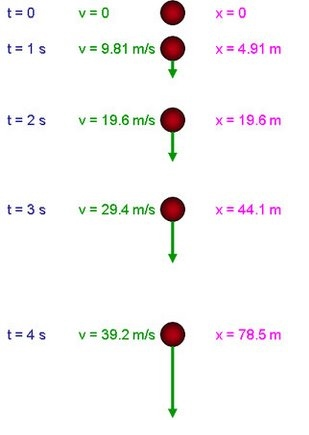 t = 0 v = 0 x = 0
t = 1 s v = 9.81 m/s x = 4.91 m
t = 2 s v = 19.6 m/s x = 19.6 m
t = 3 s v = 29.4 m/s x = 44.1 m
t = 4 s v = 39.2 m/s x = 78.5 m